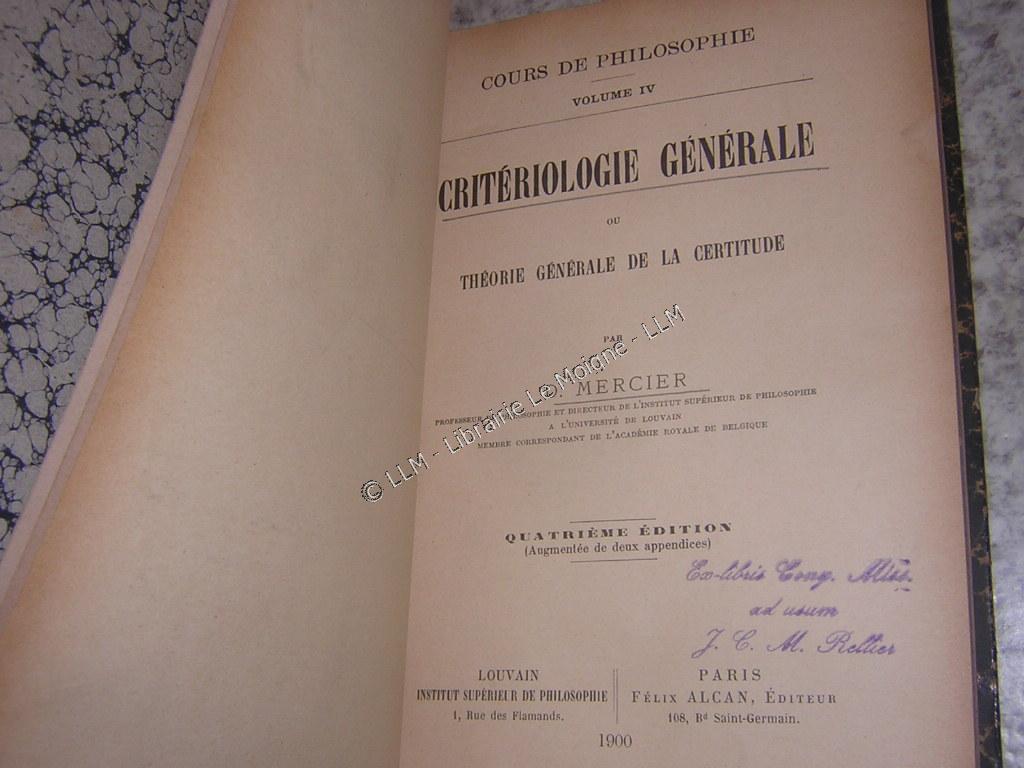 COURS DE PHILOSOPHIE
VOLUME IV
CRITÉRIOLOGIE GÉNÉRALE
OU
THÉORIE GÉNÉRALE DE LA CERTITUDE
PAR
MERCIER
PROFESSEUR PHILOSOPHIE ET DIRECTEUR DE L'INSTITUT SUPÉRIEUR DE PHILOSOPHIE
A L'UNIVERSITÉ DE LOUVAIN
MEMBRE CORRESPONDANT DE L'ACADÉMIE ROYALE DE BELGIQUE
© LLM - Librairie Le Moigne - LLM
QUATRIÈME ÉDITION
(Augmentée de deux appendices)
Ex-libris Cong. Miss.
ad usum
J. C. M. Rellier
LOUVAIN
INSTITUT SUPÉRIEUR DE PHILOSOPHIE
1, Rue des Flamands.
PARIS
FÉLIX ALCAN, ÉDITEUR
108, Bd Saint-Germain.
1900